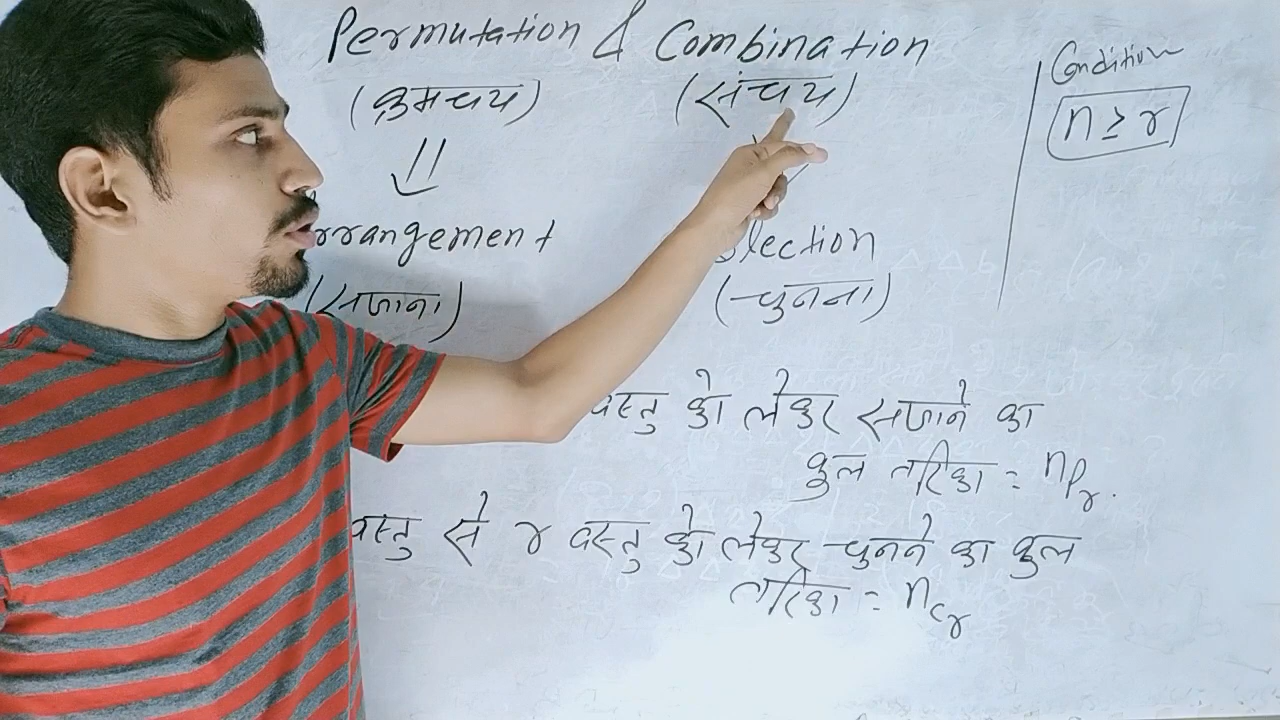 Permutation & Combination
(क्रमचय) (संचय)
rrangement lection
(सजाना) (चुनना)
Condition
n ≥ r
वस्तु को लेकर सजाने का
कुल तरिका = nPr.
वस्तु से r वस्तु को लेकर चुनने का कुल
तरिका = nCr